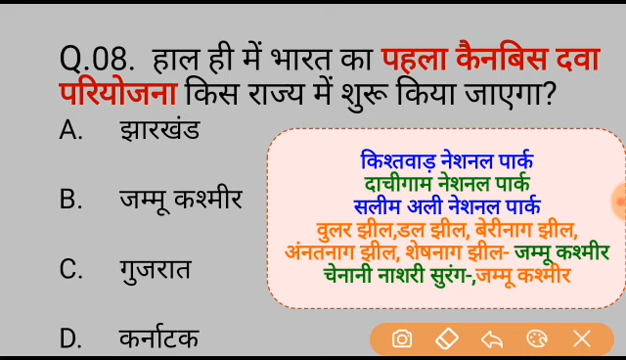 Q.08. हाल ही में भारत का पहला कैनबिस दवा
परियोजना किस राज्य में शुरू किया जाएगा?
A. झारखंड
B. जम्मू कश्मीर
C. गुजरात
D. कर्नाटक
किश्तवाड़ नेशनल पार्क
दाचीगाम नेशनल पार्क
सलीम अली नेशनल पार्क
वुलर झील,डल झील, बेरीनाग झील,
अंनतनाग झील, शेषनाग झील- जम्मू कश्मीर
चेनानी नाशरी सुरंग-,जम्मू कश्मीर